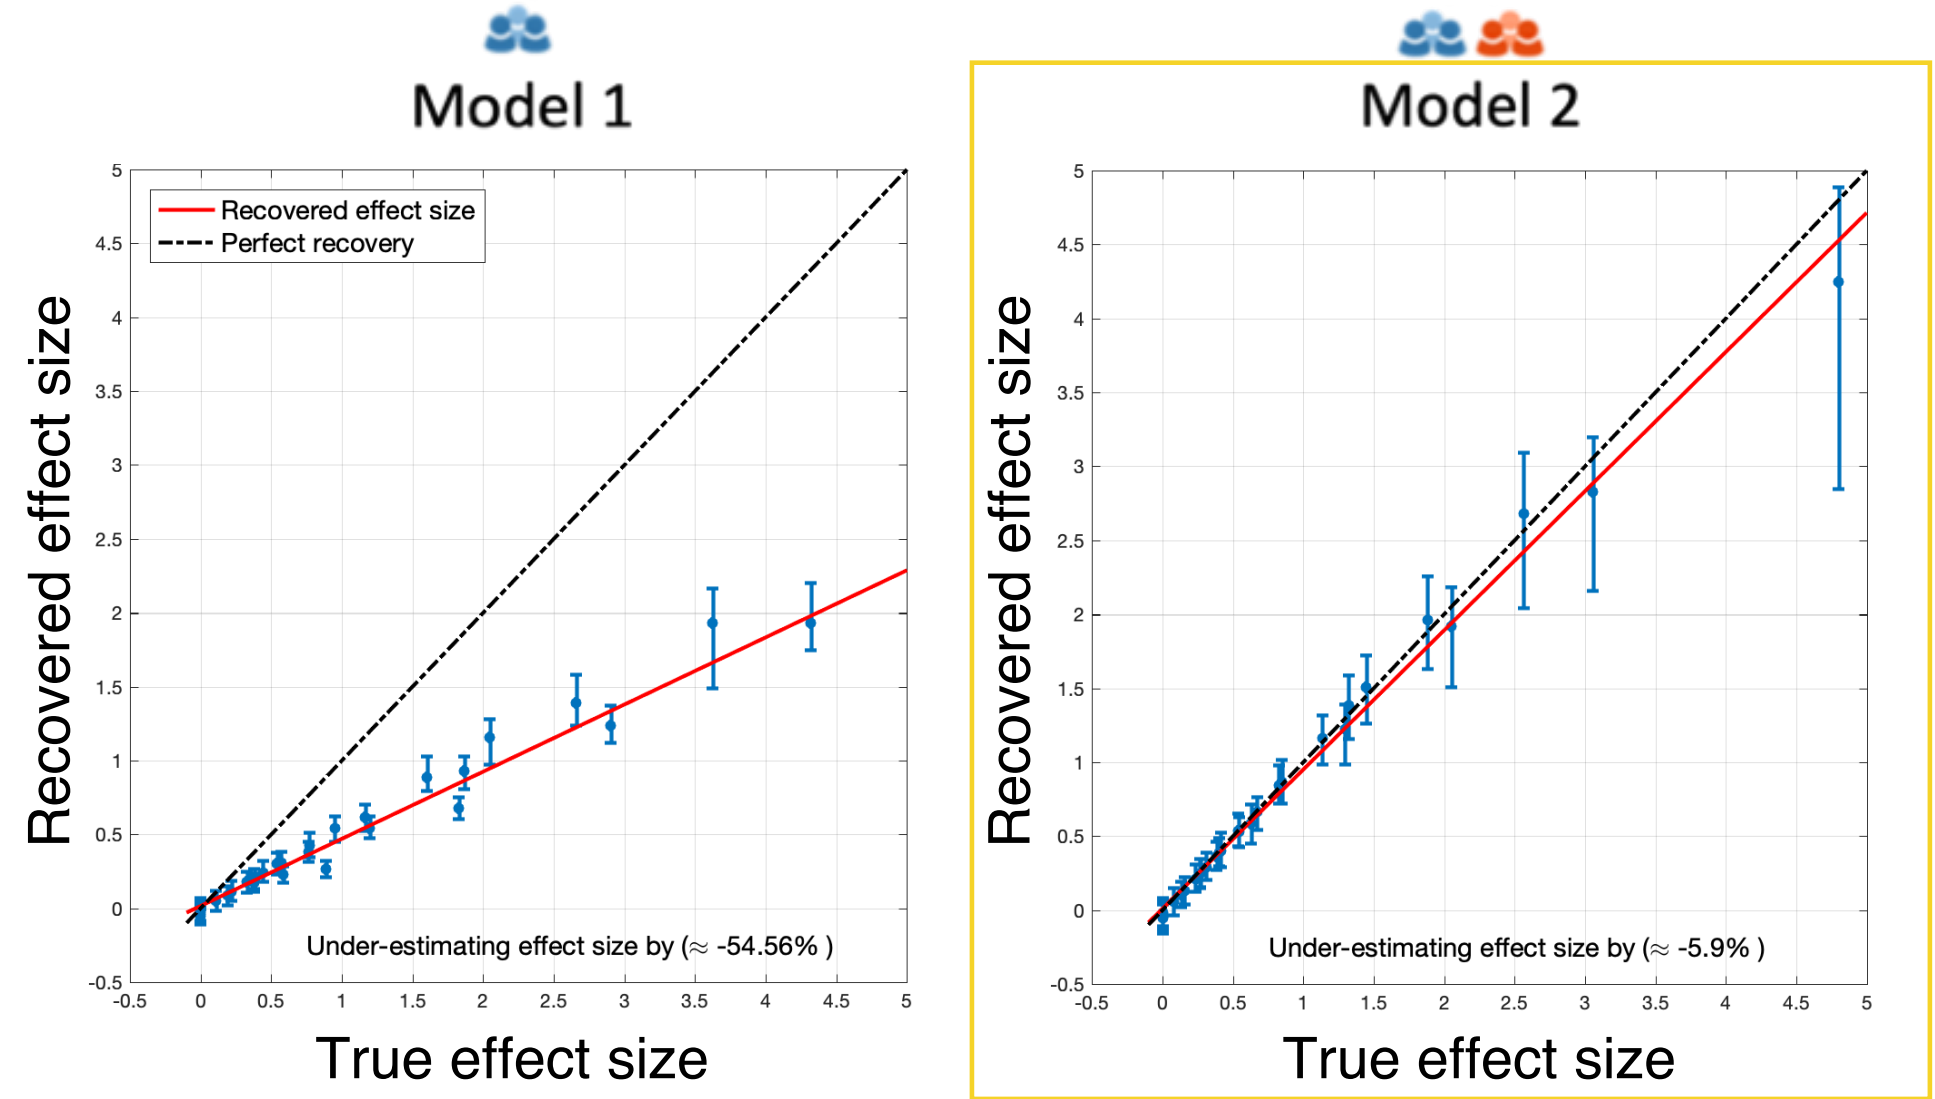 Model 1
Recovered effect size
Perfect recovery
5
4.5
4
3.5
3
2.5
2
1.5
1
0.5
0
-0.5
Recovered effect size
Under-estimating effect size by (≈ -54.56% )
-0.5 0 0.5 1 1.5 2 2.5 3 3.5 4 4.5 5
True effect size
Model 2
5
4.5
4
3.5
3
2.5
2
1.5
1
0.5
0
-0.5
Recovered effect size
Under-estimating effect size by (≈ -5.9% )
-0.5 0 0.5 1 1.5 2 2.5 3 3.5 4 4.5 5
True effect size